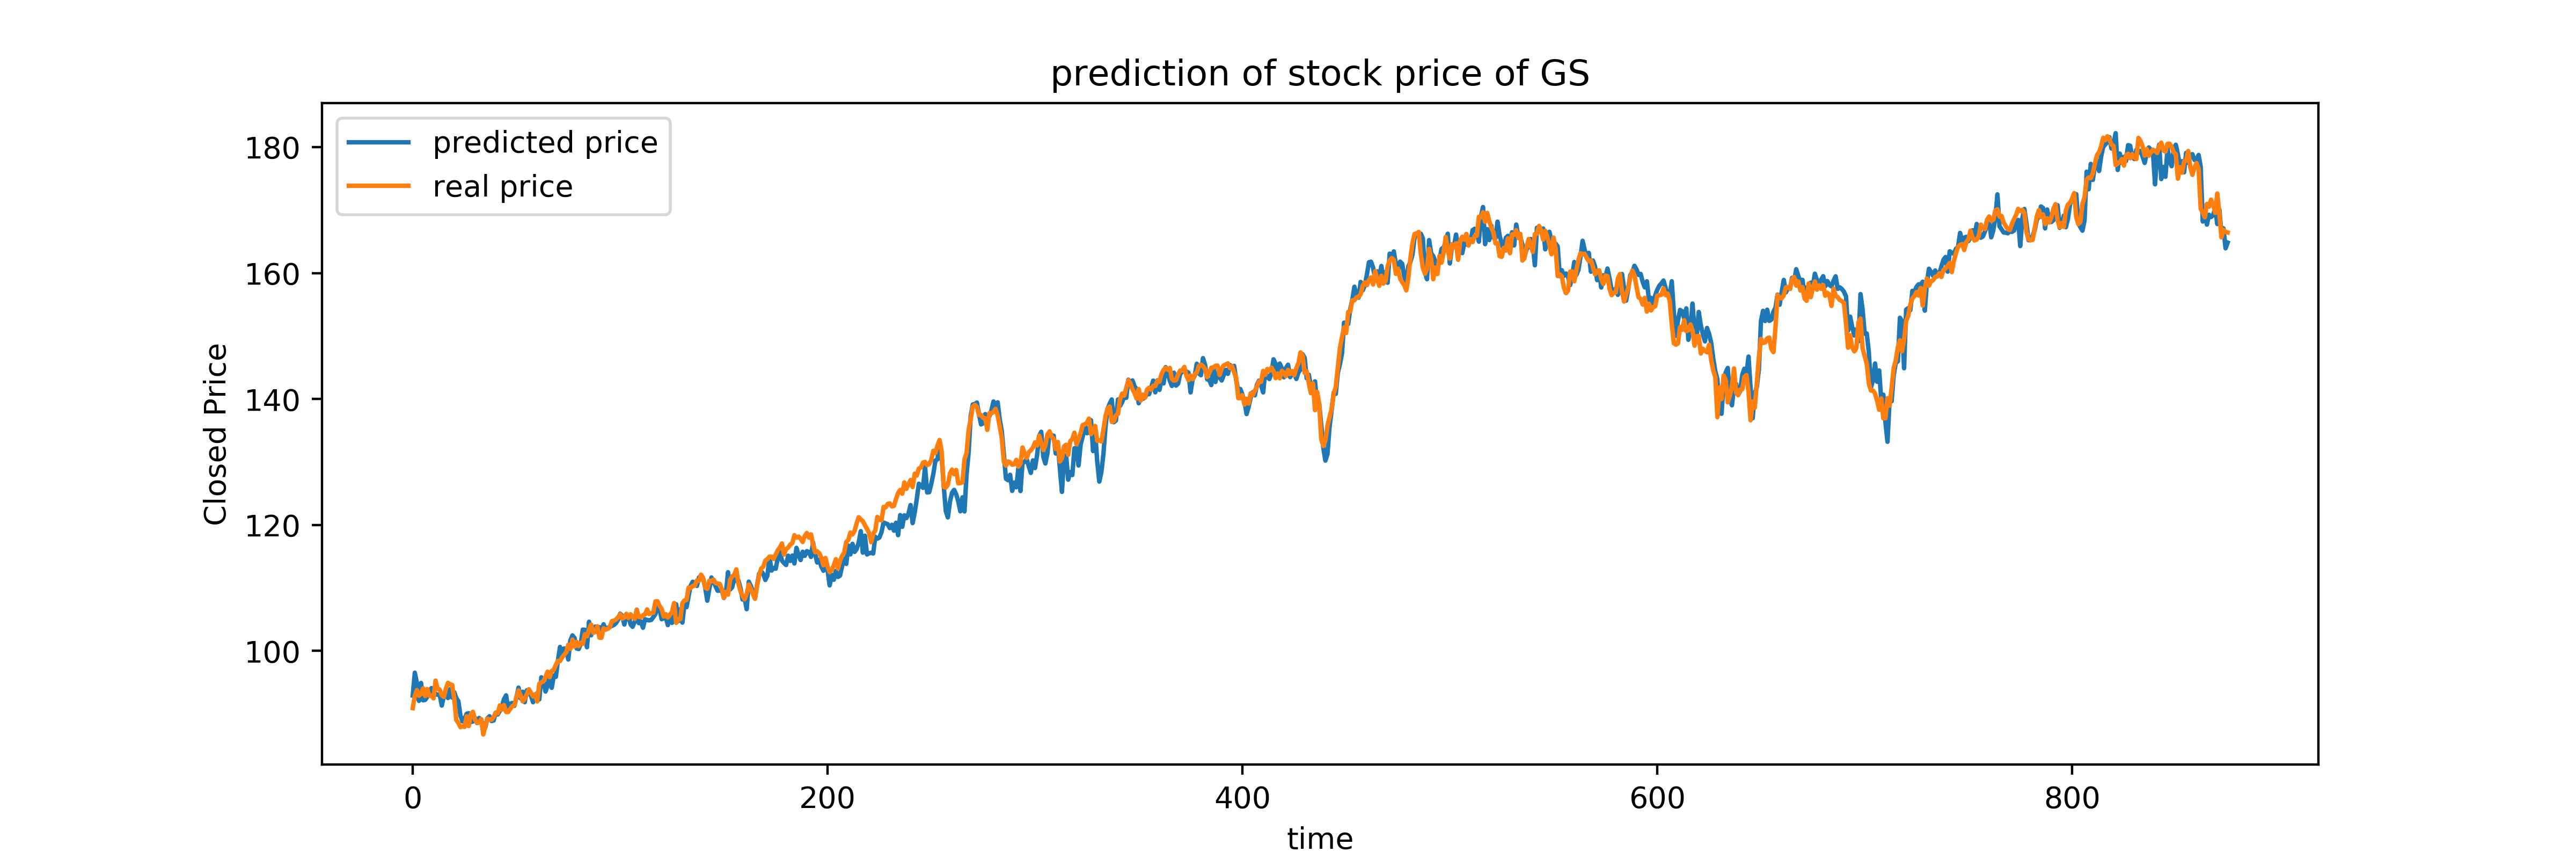 prediction of stock price of GS
predicted price
real price
Closed Price
180
160
140
120
100
0 200 400 600 800
time